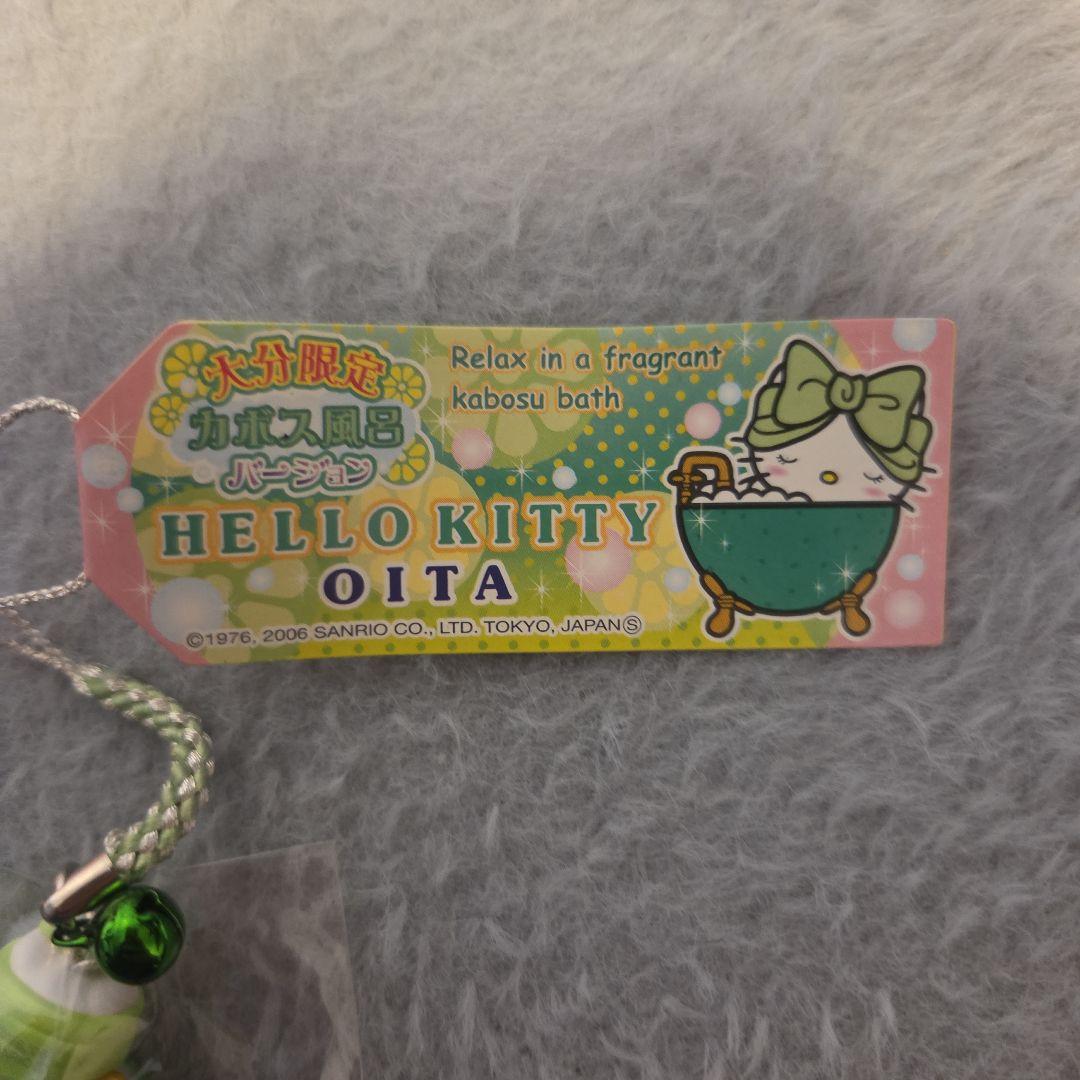 大分限定
カボス風呂
バージョン
Relax in a fragrant
kabosu bath
HELLO KITTY
OITA
©1976, 2006 SANRIO CO., LTD. TOKYO, JAPAN Ⓢ